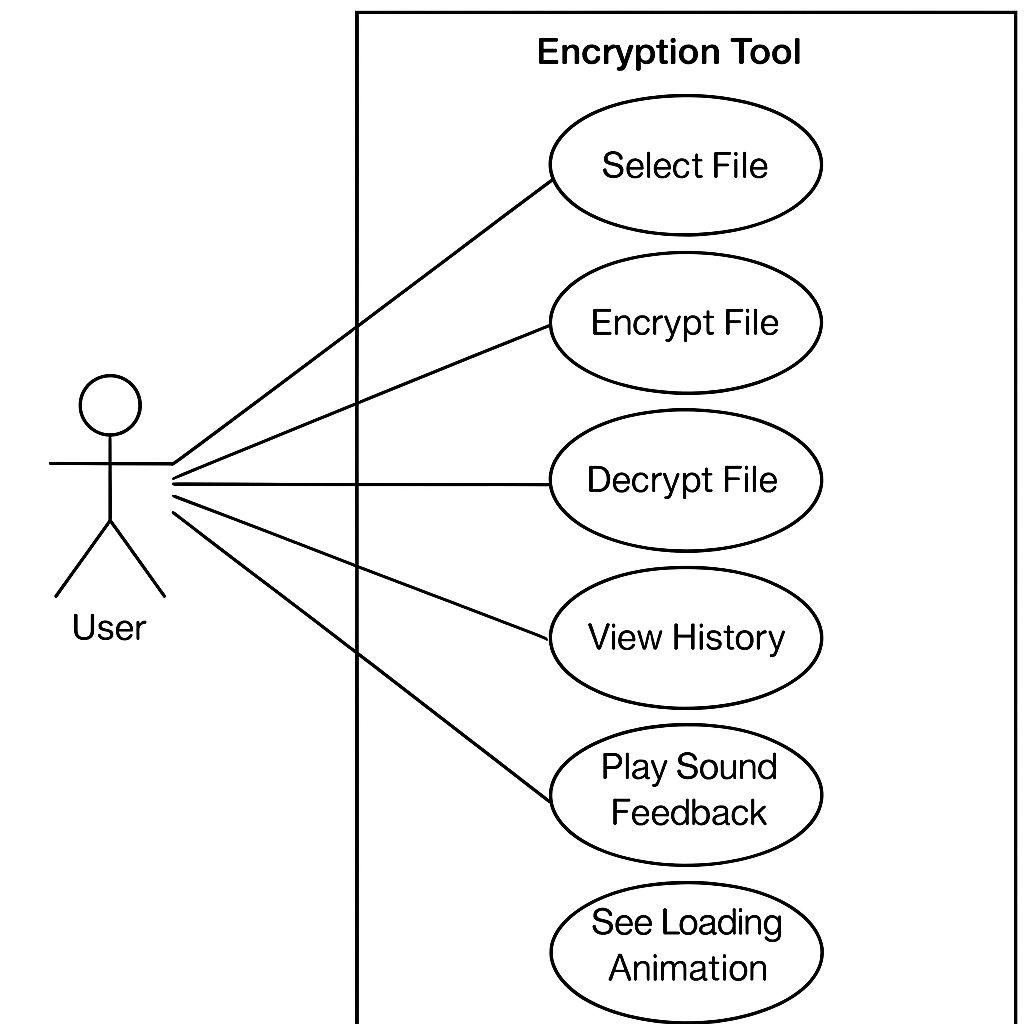 Encryption Tool
Select File
Encrypt File
Decrypt File
User
View History
Play Sound
Feedback
See Loading
Animation